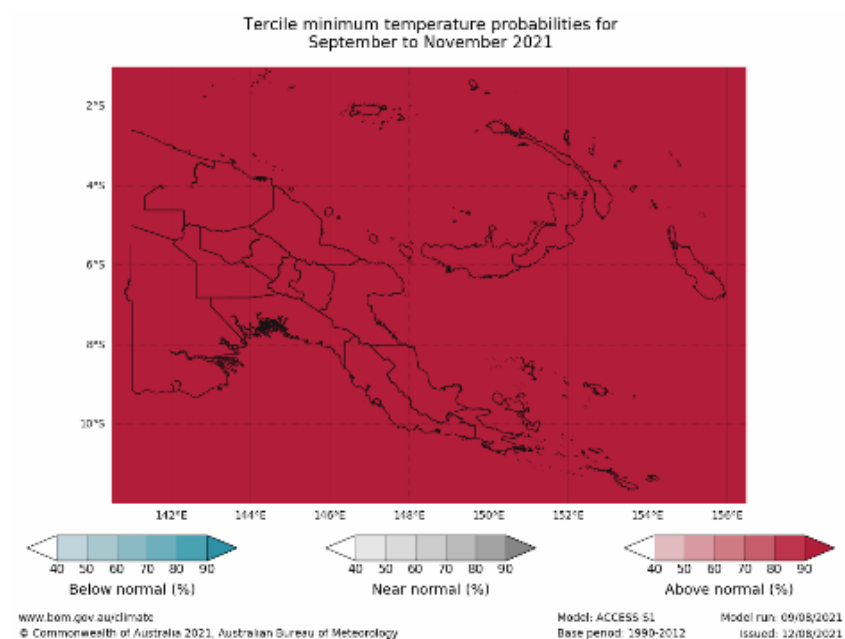 Tercile minimum temperature probabilities for
September to November 2021
2°S
4°S
6°S
8°S
10°S
142°E 144°E 146°E 148°E 150°E 152°E 154°E 156°E
40 50 60 70 80 90 40 50 60 70 80 90 40 50 60 70 80 90
Below normal (%) Near normal (%) Above normal (%)
www.bom.gov.au/climate Model: ACCESS-S1 Model run: 09/08/2021
© Commonwealth of Australia 2021, Australian Bureau of Meteorology Base period: 1990-2012 Issued: 12/08/2021